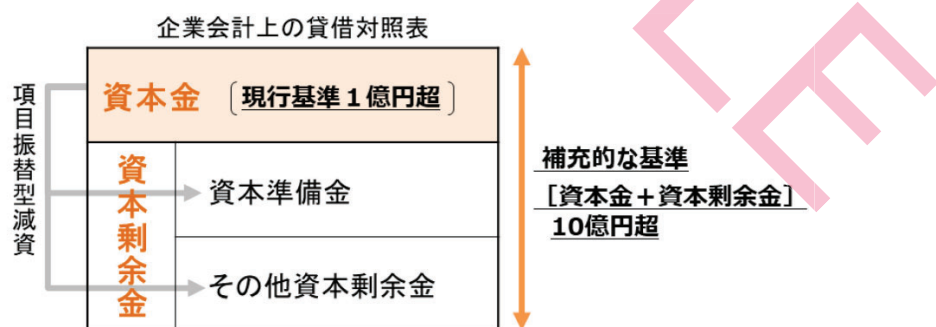 企業会計上の貸借対照表
項目振替型減資
資本金 〔現行基準１億円超〕
資本剰余金
資本準備金
その他資本剰余金
補充的な基準
［資本金＋資本剰余金］
10億円超
LE